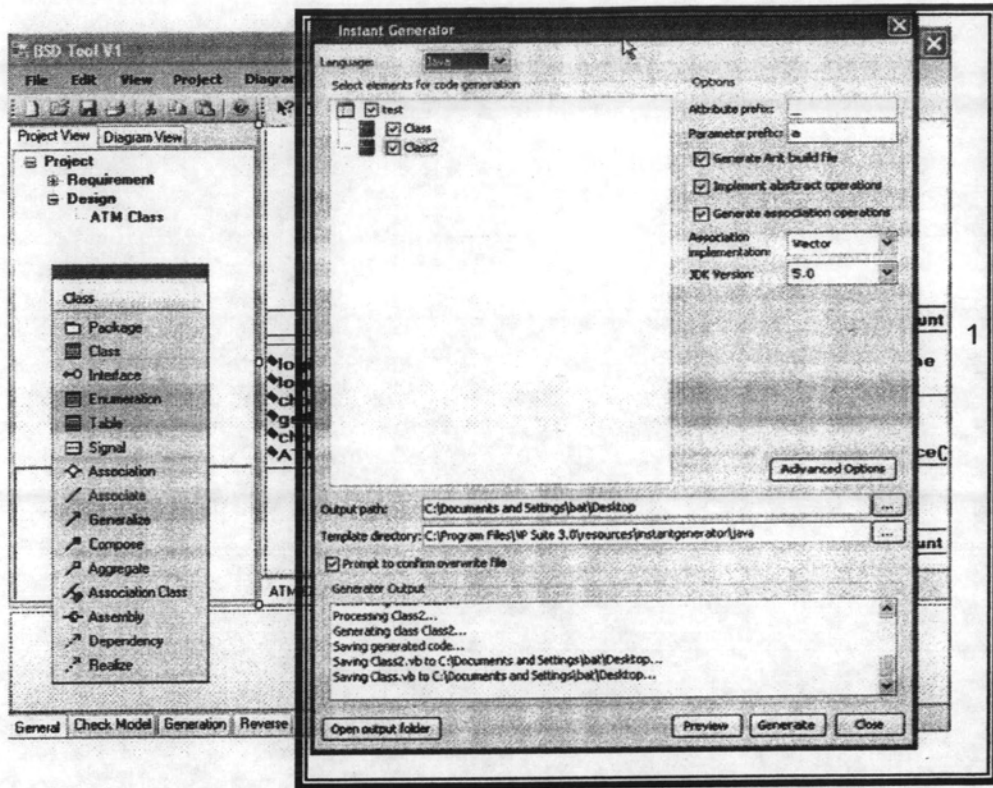 BSD Tool V1
File Edit View Project Diagram
Project View Diagram View
Project
Requirement
Design
ATM Class
Class
Package
Class
Interface
Enumeration
Table
Signal
Association
Associate
Generalize
Compose
Aggregate
Association Class
Assembly
Dependency
Realize
General Check Model Generation Reverse
Instant Generator
Language: Java
Select elements for code generation
test
Class
Class2
Options
Attribute prefix: _
Parameter prefix: a
Generate Ant build file
Implement abstract operations
Generate association operations
Association
implementation: Vector
JDK Version: 5.0
Advanced Options
Output path: C:\Documents and Settings\bat\Desktop ...
Template directory: C:\Program Files\VP Suite 3.0\resources\instantgenerator\java ...
Prompt to confirm overwrite file
Generator Output
Processing Class2...
Generating class Class2...
Saving generated code...
Saving Class2.vb to C:\Documents and Settings\bat\Desktop...
Saving Class.vb to C:\Documents and Settings\bat\Desktop...
Open output folder Preview Generate Close
1